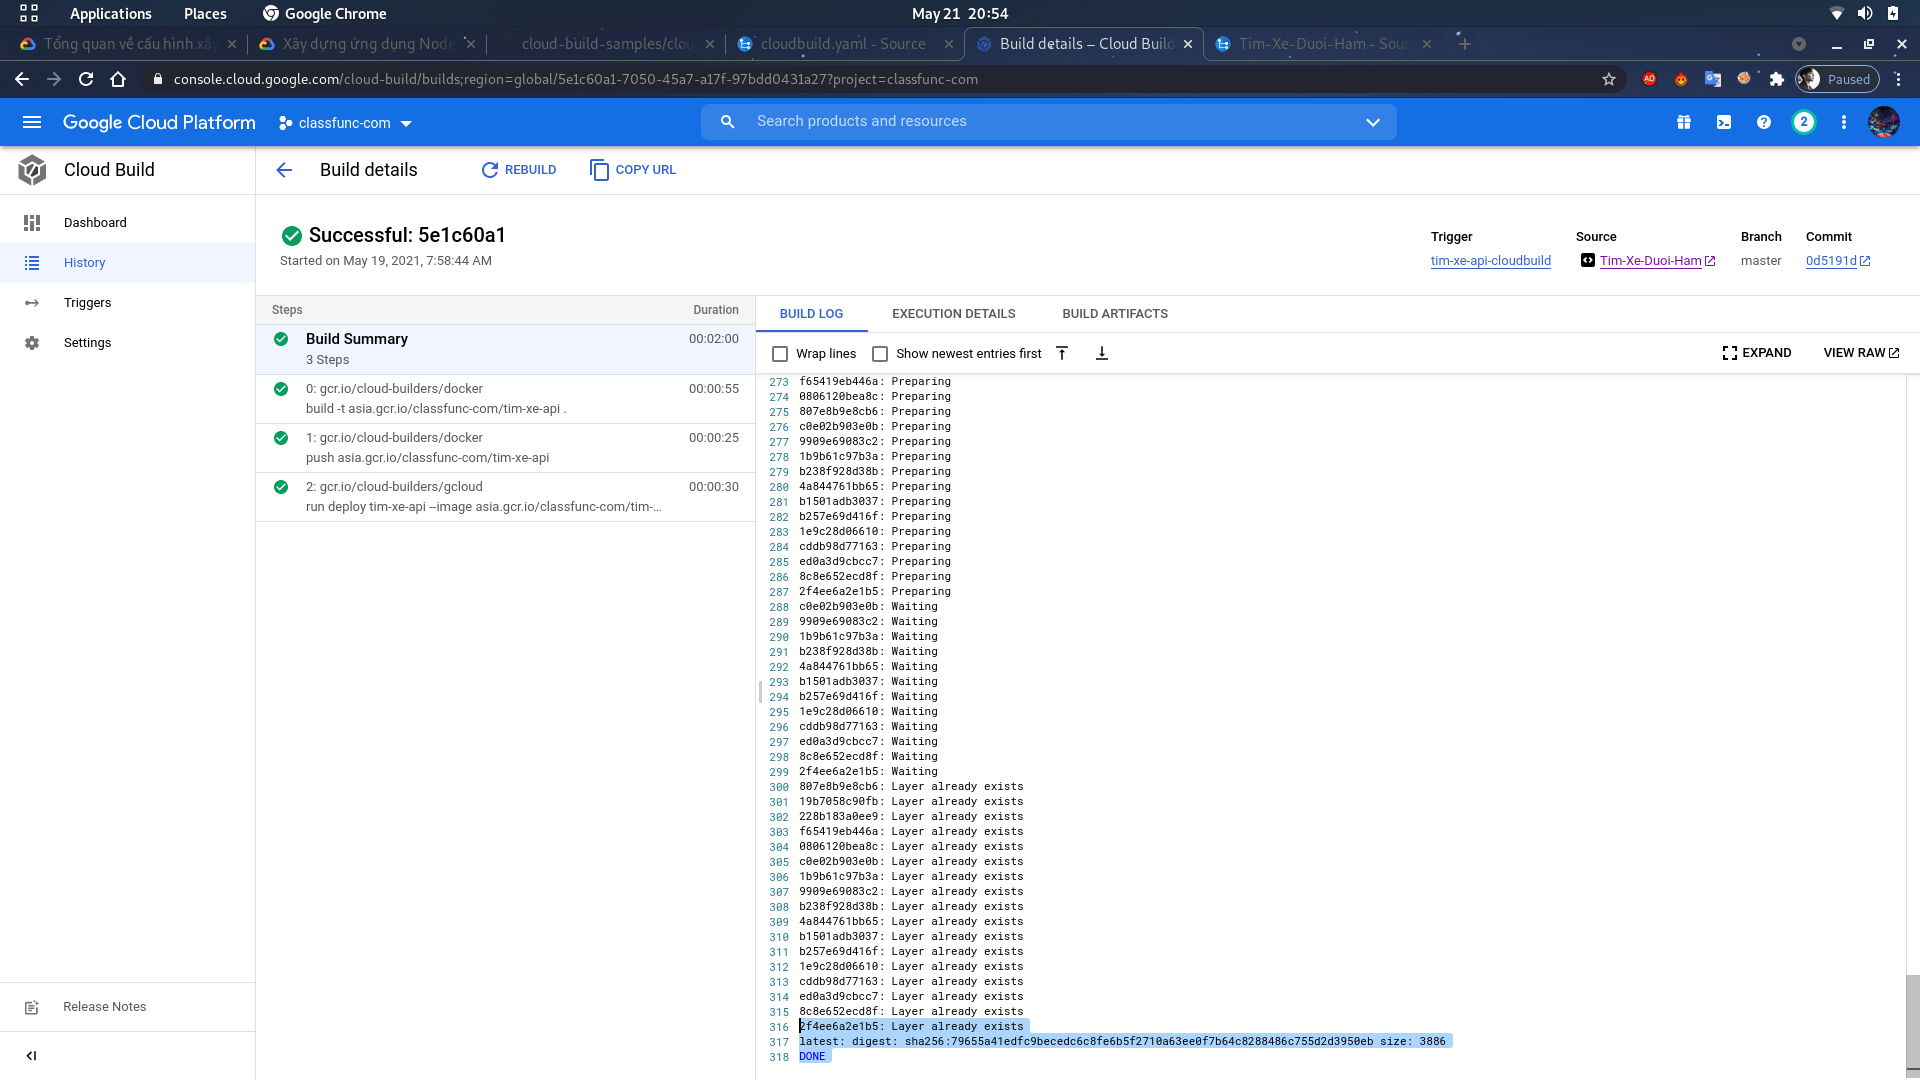 Applications Places Google Chrome May 21 20:54
Tổng quan về cấu hình xây Xây dựng ứng dụng Node cloud-build-samples/clou cloudbuild.yaml - Source Build details – Cloud Build Tim-Xe-Duoi-Ham - Sour
console.cloud.google.com/cloud-build/builds;region=global/5e1c60a1-7050-45a7-a17f-97bdd0431a27?project=classfunc-com Paused
Google Cloud Platform classfunc-com Search products and resources 2
Cloud Build
Build details REBUILD COPY URL
Dashboard
History
Triggers
Settings
Release Notes
Successful: 5e1c60a1
Started on May 19, 2021, 7:58:44 AM
Trigger Source Branch Commit
tim-xe-api-cloudbuild Tim-Xe-Duoi-Ham master 0d5191d
Steps Duration
Build Summary 00:02:00
3 Steps
0: gcr.io/cloud-builders/docker 00:00:55
build -t asia.gcr.io/classfunc-com/tim-xe-api .
1: gcr.io/cloud-builders/docker 00:00:25
push asia.gcr.io/classfunc-com/tim-xe-api
2: gcr.io/cloud-builders/gcloud 00:00:30
run deploy tim-xe-api --image asia.gcr.io/classfunc-com/tim-...
BUILD LOG EXECUTION DETAILS BUILD ARTIFACTS
Wrap lines Show newest entries first EXPAND VIEW RAW
273 f65419eb446a: Preparing
274 0806120bea8c: Preparing
275 807e8b9e8cb6: Preparing
276 c0e02b903e0b: Preparing
277 9909e69083c2: Preparing
278 1b9b61c97b3a: Preparing
279 b238f928d38b: Preparing
280 4a844761bb65: Preparing
281 b1501adb3037: Preparing
282 b257e69d416f: Preparing
283 1e9c28d06610: Preparing
284 cddb98d77163: Preparing
285 ed0a3d9cbcc7: Preparing
286 8c8e652ecd8f: Preparing
287 2f4ee6a2e1b5: Preparing
288 c0e02b903e0b: Waiting
289 9909e69083c2: Waiting
290 1b9b61c97b3a: Waiting
291 b238f928d38b: Waiting
292 4a844761bb65: Waiting
293 b1501adb3037: Waiting
294 b257e69d416f: Waiting
295 1e9c28d06610: Waiting
296 cddb98d77163: Waiting
297 ed0a3d9cbcc7: Waiting
298 8c8e652ecd8f: Waiting
299 2f4ee6a2e1b5: Waiting
300 807e8b9e8cb6: Layer already exists
301 19b7058c90fb: Layer already exists
302 228b183a0ee9: Layer already exists
303 f65419eb446a: Layer already exists
304 0806120bea8c: Layer already exists
305 c0e02b903e0b: Layer already exists
306 1b9b61c97b3a: Layer already exists
307 9909e69083c2: Layer already exists
308 b238f928d38b: Layer already exists
309 4a844761bb65: Layer already exists
310 b1501adb3037: Layer already exists
311 b257e69d416f: Layer already exists
312 1e9c28d06610: Layer already exists
313 cddb98d77163: Layer already exists
314 ed0a3d9cbcc7: Layer already exists
315 8c8e652ecd8f: Layer already exists
316 2f4ee6a2e1b5: Layer already exists
317 latest: digest: sha256:79655a41edfc9becedc6c8fe6b5f2710a63ee0f7b64c8288486c755d2d3950eb size: 3886
318 DONE